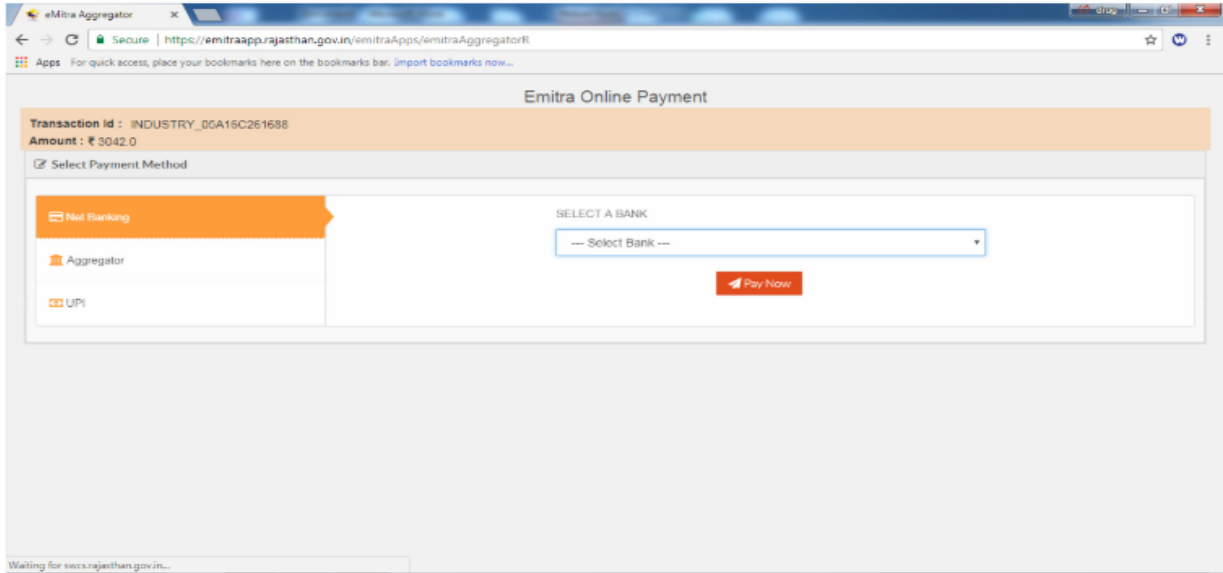 eMitra Aggregator
Secure | https://emitraapp.rajasthan.gov.in/emitraApps/emitraAggregatorR
Apps For quick access, place your bookmarks here on the bookmarks bar. Import bookmarks now...
Emitra Online Payment
Transaction Id : INDUSTRY_05A16C261688
Amount : ₹ 3042.0
Select Payment Method
Net Banking
SELECT A BANK
--- Select Bank ---
Aggregator
Pay Now
UPI
Waiting for swcs.rajasthan.gov.in...